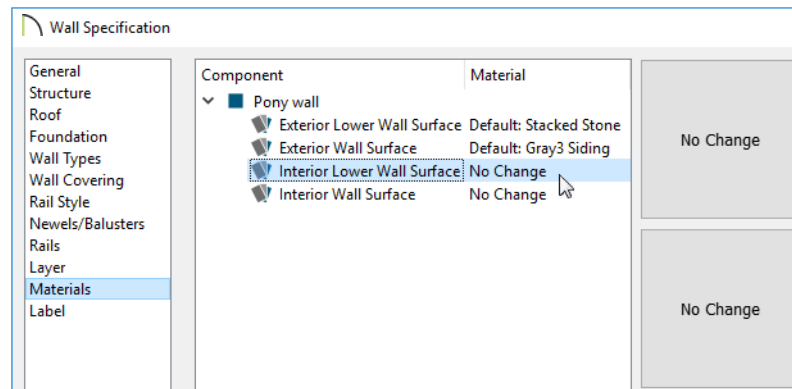 Wall Specification
General
Structure
Roof
Foundation
Wall Types
Wall Covering
Rail Style
Newels/Balusters
Rails
Layer
Materials
Label
Component Material
Pony wall
Exterior Lower Wall Surface Default: Stacked Stone
Exterior Wall Surface Default: Gray3 Siding
Interior Lower Wall Surface No Change
Interior Wall Surface No Change
No Change
No Change